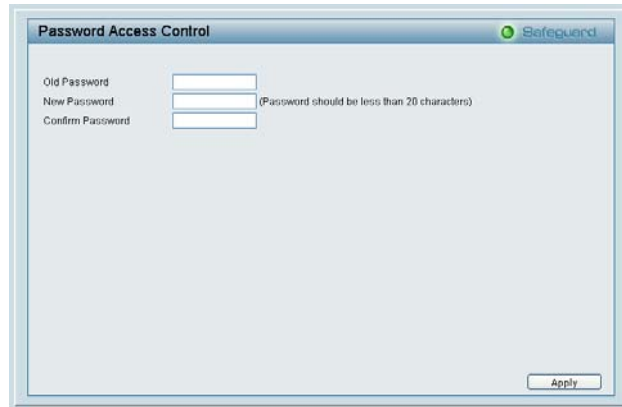 Password Access Control
Safeguard
Old Password
New Password (Password should be less than 20 characters)
Confirm Password
Apply